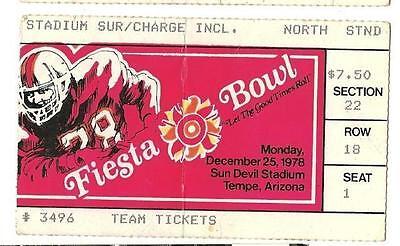 STADIUM SUR/CHARGE INCL. NORTH STND
$7.50
SECTION
22
ROW
18
SEAT
1
Fiesta Bowl
"Let The Good Times Roll"
Monday,
December 25, 1978
Sun Devil Stadium
Tempe, Arizona
# 3496 TEAM TICKETS